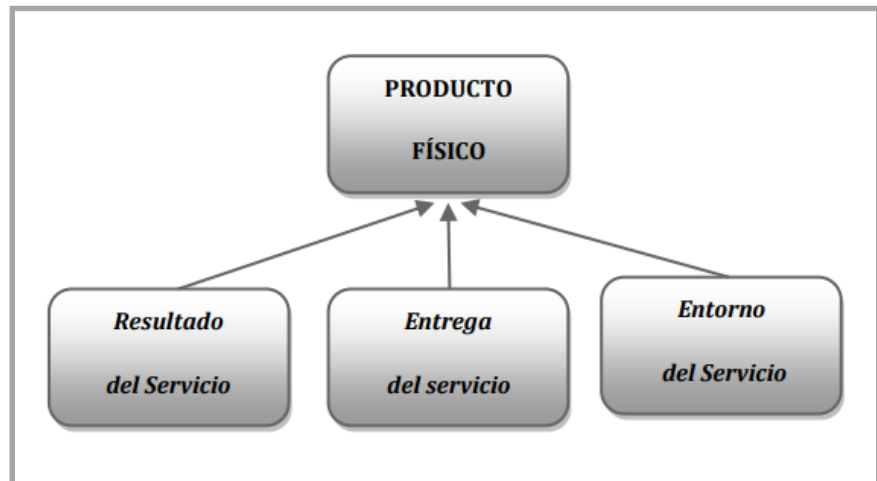 PRODUCTO
FÍSICO
Resultado
del Servicio
Entrega
del servicio
Entorno
del Servicio